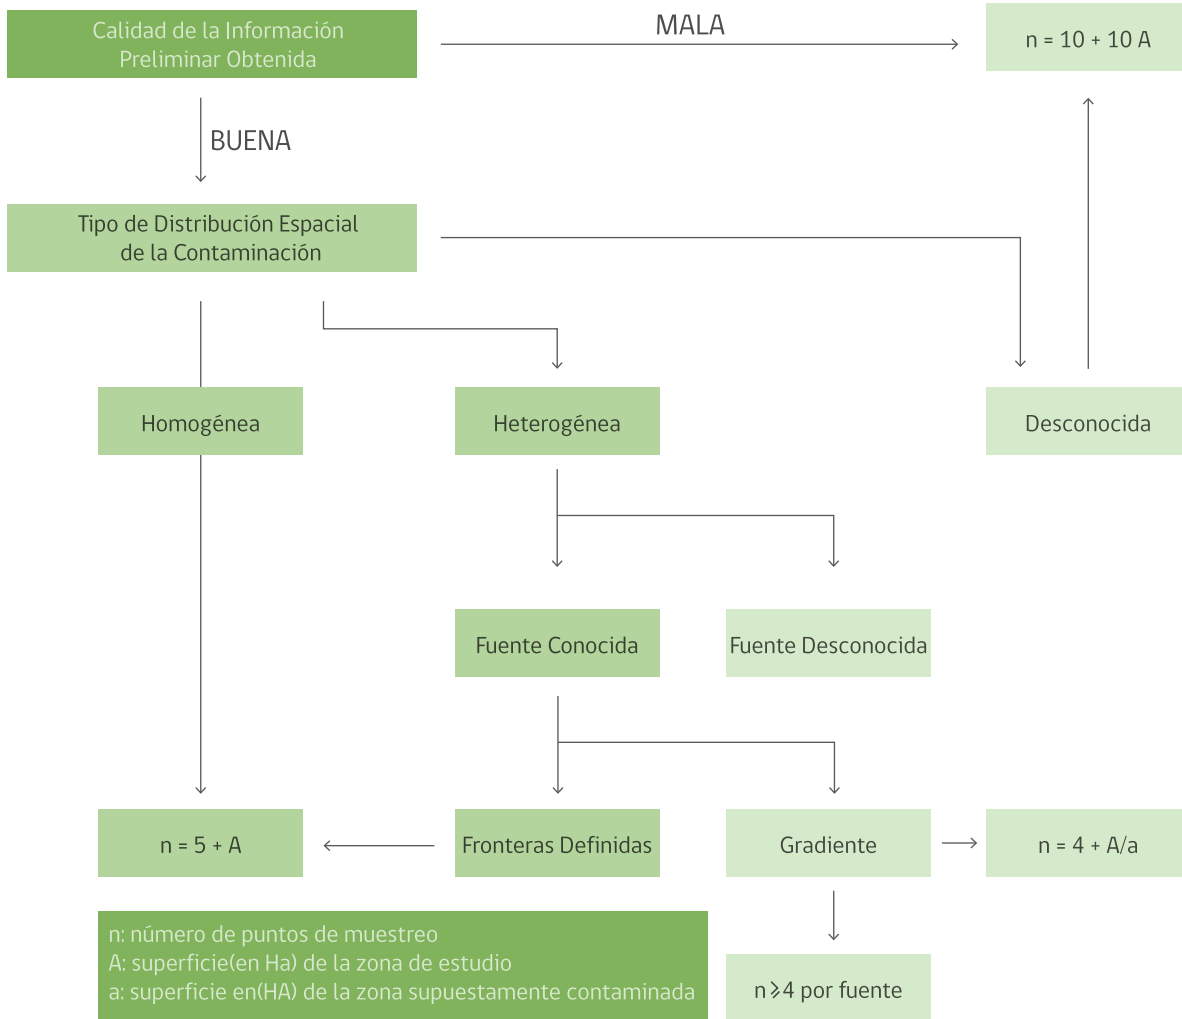 Calidad de la Información
Preliminar Obtenida
MALA
n = 10 + 10 A
BUENA
Tipo de Distribución Espacial
de la Contaminación
Homogénea
Heterogénea
Desconocida
Fuente Conocida
Fuente Desconocida
n = 5 + A
Fronteras Definidas
Gradiente
n = 4 + A/a
n: número de puntos de muestreo
A: superficie(en Ha) de la zona de estudio
a: superficie en(HA) de la zona supuestamente contaminada
n⩾4 por fuente